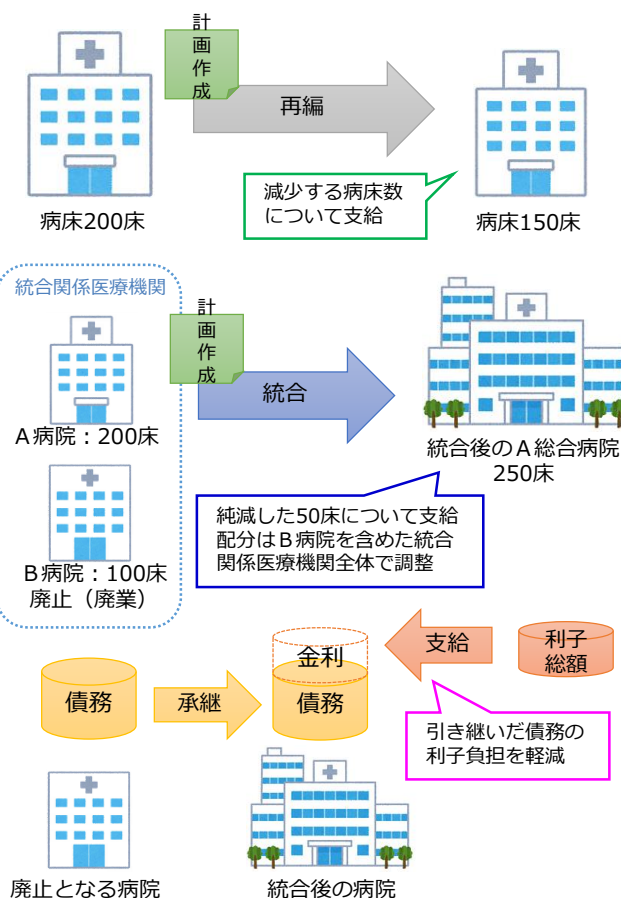 計
画
作
成
再編
減少する病床数
について支給
病床200床
病床150床
統合関係医療機関
計
画
作
成
統合
A病院：200床
B病院：100床
廃止（廃業）
統合後のA総合病院
250床
純減した50床について支給
配分はB病院を含めた統合
関係医療機関全体で調整
債務
承継
金利
債務
支給
利子
総額
引き継いだ債務の
利子負担を軽減
廃止となる病院
統合後の病院